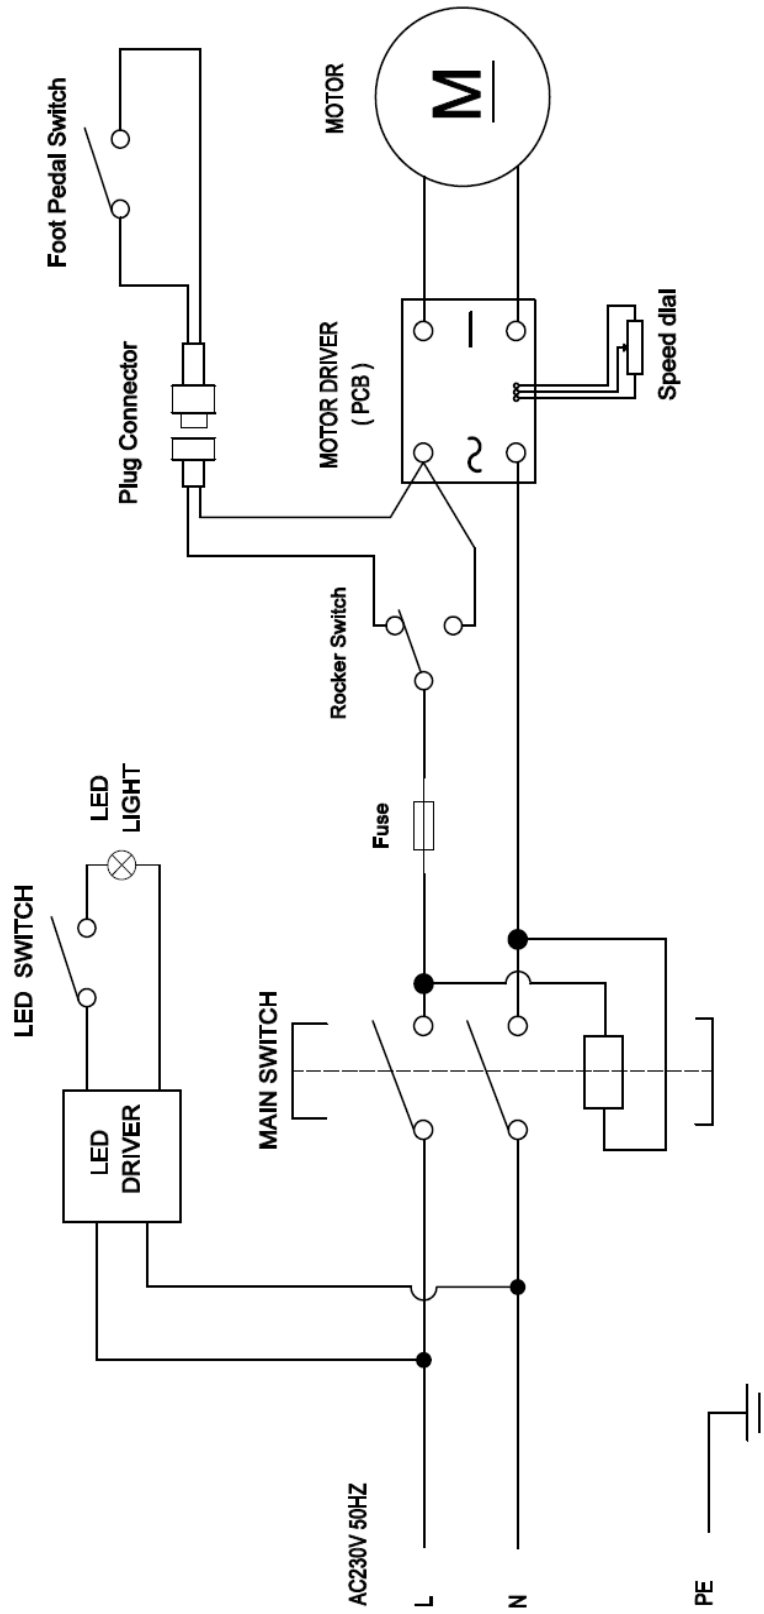 Foot Pedal Switch
MOTOR
M
Plug Connector
MOTOR DRIVER
( PCB )
Speed dial
~
Rocker Switch
LED
LIGHT
Fuse
LED SWITCH
MAIN SWITCH
LED
DRIVER
AC230V 50HZ
L
N
PE